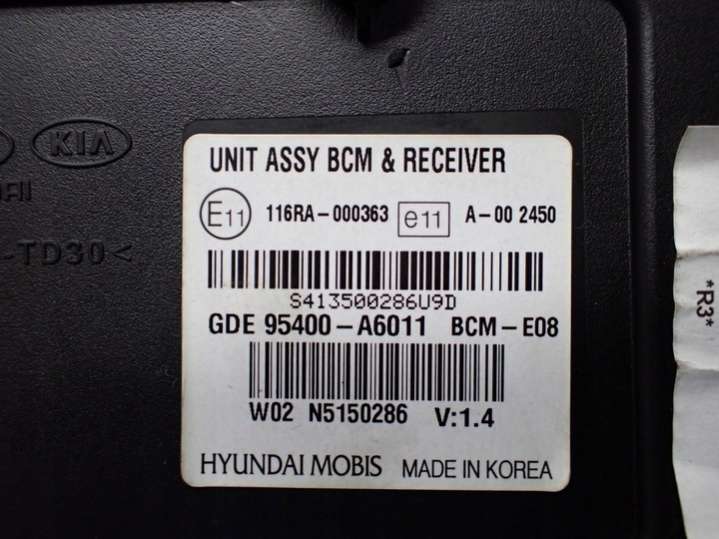 KIA
-TD30<
UNIT ASSY BCM & RECEIVER
E11 116RA-000363 e11 A-00 2450
S413500286U9D
GDE 95400-A6011 BCM-E08
W02 N5150286 V:1.4
HYUNDAI MOBIS MADE IN KOREA
*R3*